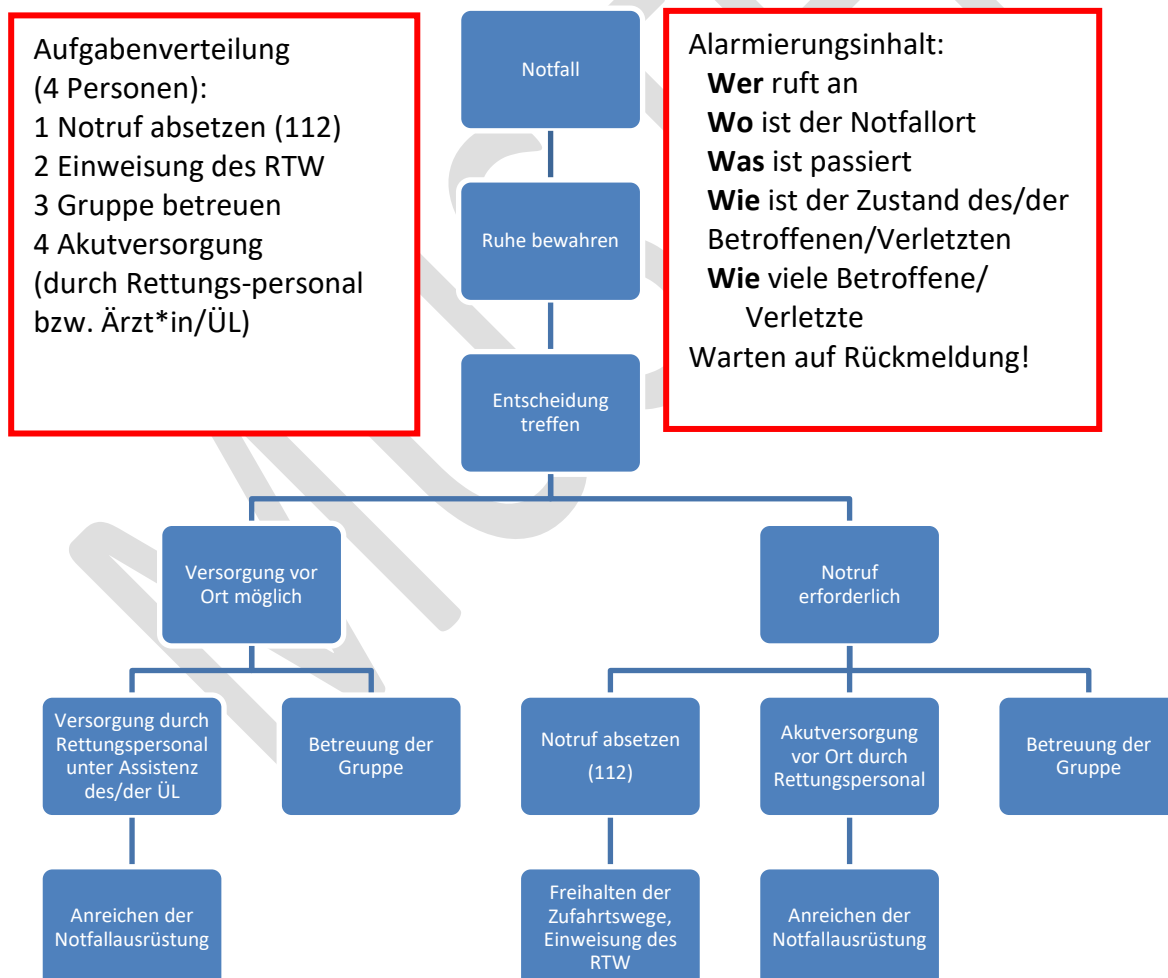 Aufgabenverteilung
(4 Personen):
1 Notruf absetzen (112)
2 Einweisung des RTW
3 Gruppe betreuen
4 Akutversorgung
(durch Rettungs-personal
bzw. Ärzt*in/ÜL)
Notfall
Ruhe bewahren
Entscheidung
treffen
Alarmierungsinhalt:
Wer ruft an
Wo ist der Notfallort
Was ist passiert
Wie ist der Zustand des/der
Betroffenen/Verletzten
Wie viele Betroffene/
Verletzte
Warten auf Rückmeldung!
Versorgung vor
Ort möglich
Notruf
erforderlich
Versorgung durch
Rettungspersonal
unter Assistenz
des/der ÜL
Betreuung der
Gruppe
Notruf absetzen
(112)
Akutversorgung
vor Ort durch
Rettungspersonal
Betreuung der
Gruppe
Anreichen der
Notfallausrüstung
Freihalten der
Zufahrtswege,
Einweisung des
RTW
Anreichen der
Notfallausrüstung